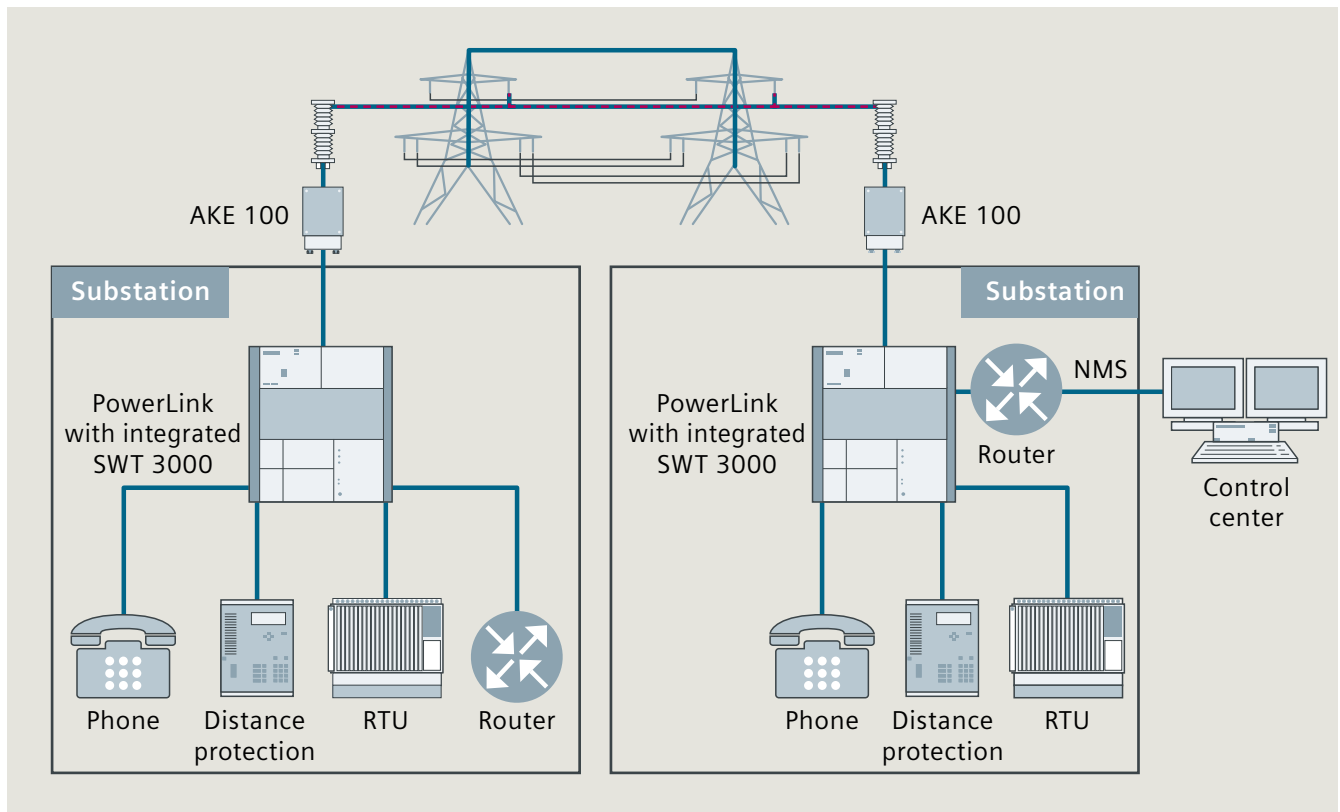 AKE 100
AKE 100
Substation
Substation
PowerLink
with integrated
SWT 3000
PowerLink
with integrated
SWT 3000
NMS
Router
Control
center
Phone
Distance
protection
RTU
Router
Phone
Distance
protection
RTU